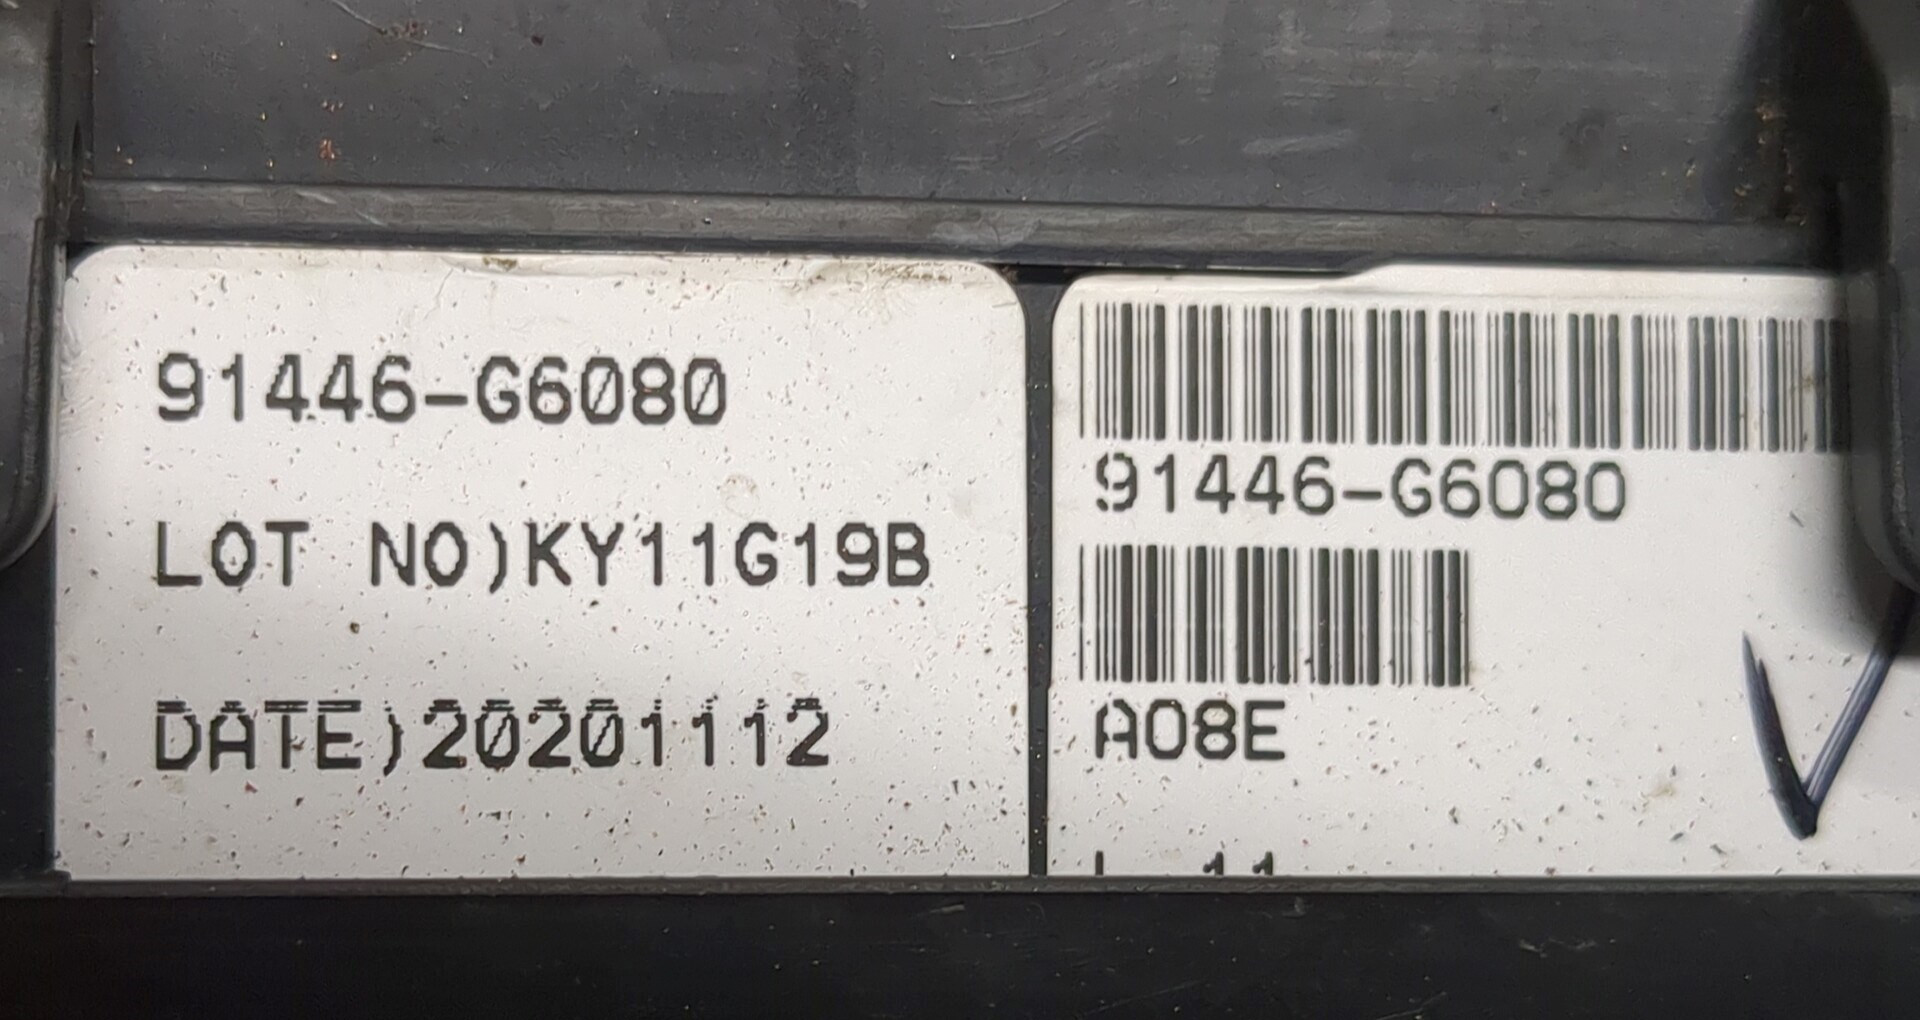 91446-G6080
LOT NO)KY11G19B
DATE)20201112
91446-G6080
A08E